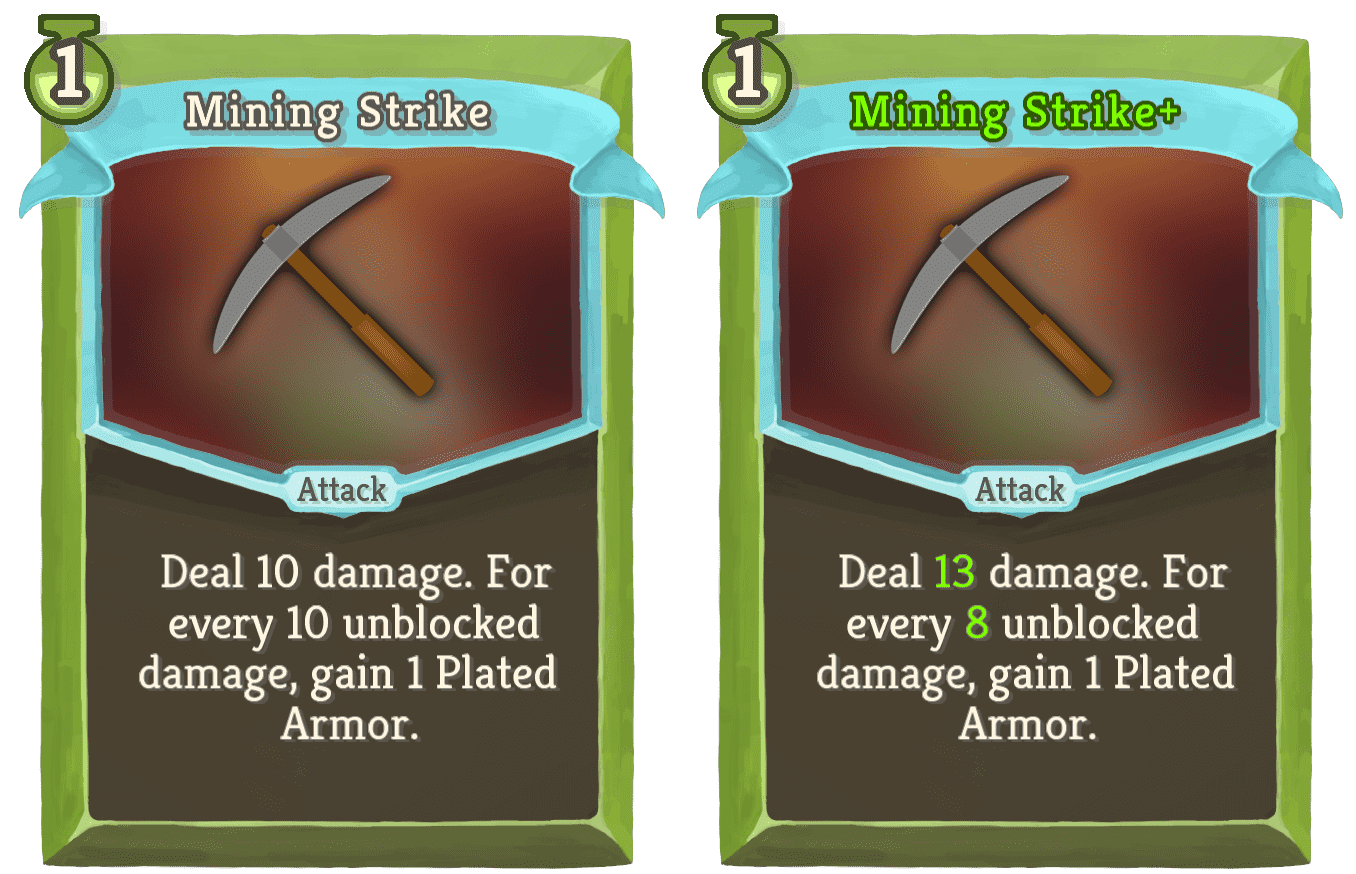 1
Mining Strike
Attack
Deal 10 damage. For
every 10 unblocked
damage, gain 1 Plated
Armor.
1
Mining Strike+
Attack
Deal 13 damage. For
every 8 unblocked
damage, gain 1 Plated
Armor.